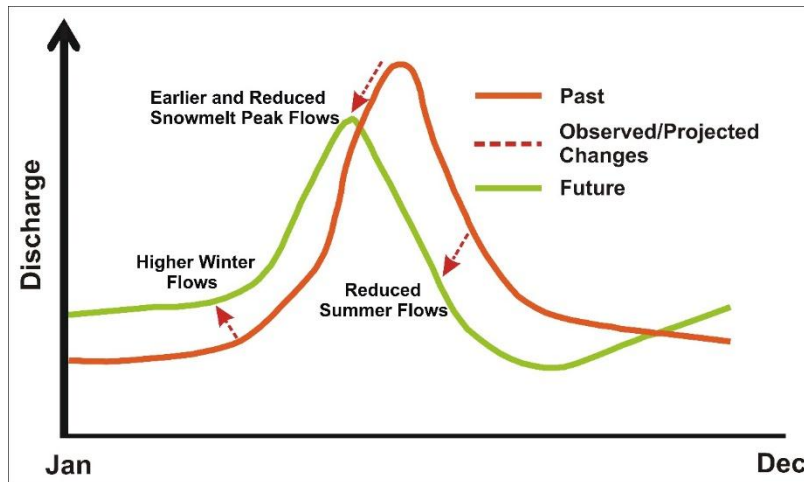 Earlier and Reduced
Snowmelt Peak Flows
Past
Observed/Projected
Changes
Future
Discharge
Higher Winter
Flows
Reduced
Summer Flows
Jan
Dec